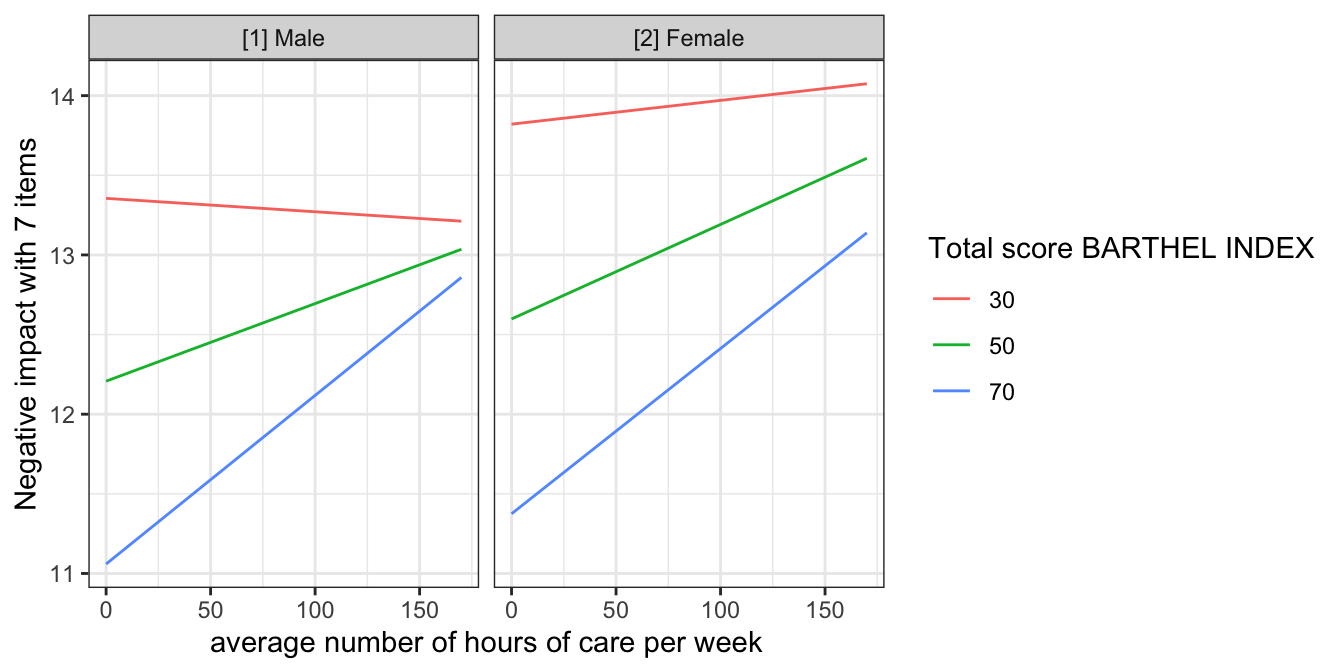 [1] Male
[2] Female
14
13
12
11
Negative impact with 7 items
0 50 100 150
0 50 100 150
average number of hours of care per week
Total score BARTHEL INDEX
30
50
70